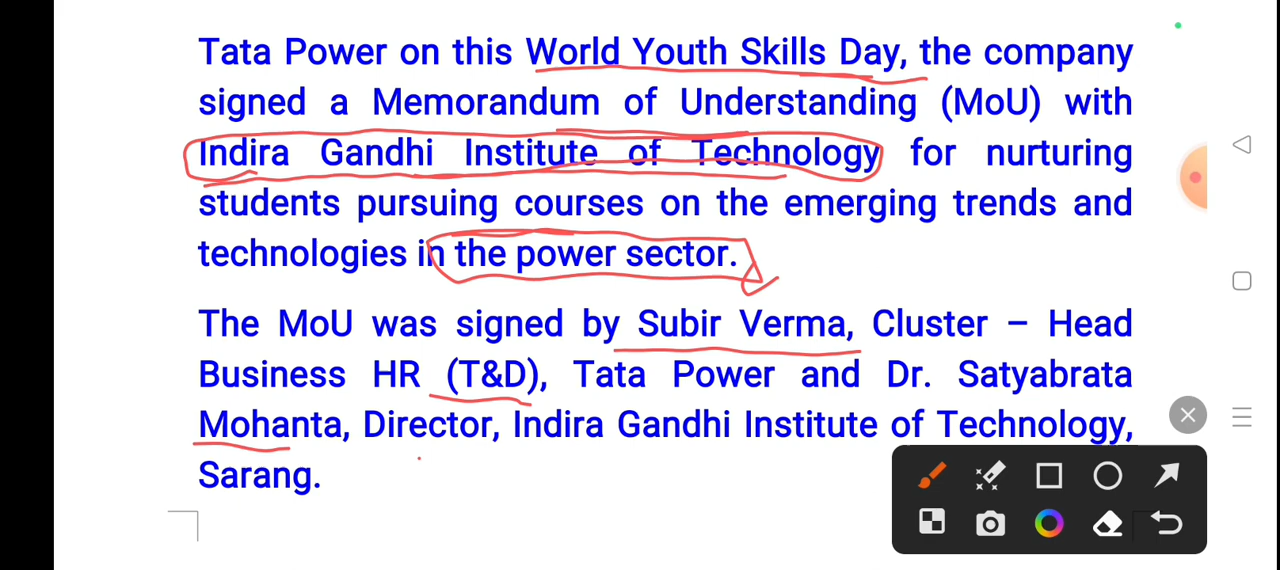 Tata Power on this World Youth Skills Day, the company
signed a Memorandum of Understanding (MoU) with
Indira Gandhi Institute of Technology for nurturing
students pursuing courses on the emerging trends and
technologies in the power sector.
The MoU was signed by Subir Verma, Cluster – Head
Business HR (T&D), Tata Power and Dr. Satyabrata
Mohanta, Director, Indira Gandhi Institute of Technology,
Sarang.